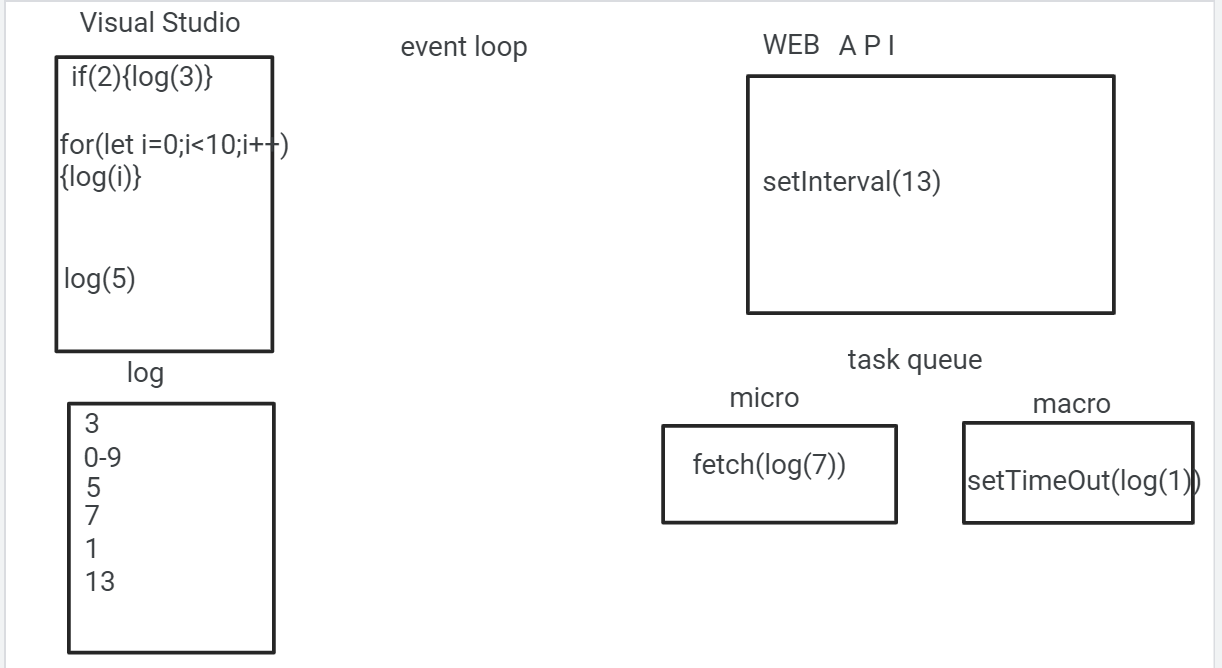 Visual Studio
if(2){log(3)}
for(let i=0;i<10;i++)
{log(i)}
log(5)
log
3
0-9
5
7
1
13
event loop
WEB A P I
setInterval(13)
task queue
micro
fetch(log(7))
macro
setTimeOut(log(1))